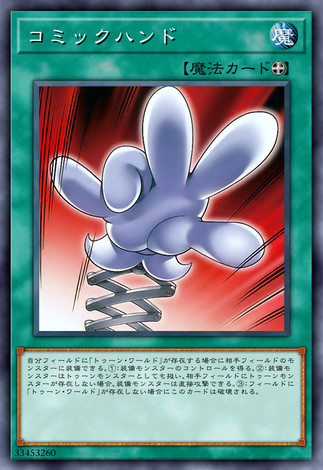 コミックハンド
魔
【魔法カード】
自分フィールドに「トゥーン・ワールド」が存在する場合に相手フィールドのモ
ンスターに装備できる。①:装備モンスターのコントロールを得る。②:装備モ
ンスターはトゥーンモンスターとしても扱い、相手フィールドにトゥーンモン
スターが存在しない場合、装備モンスターは直接攻撃できる。③:フィールドに
「トゥーン・ワールド」が存在しない場合にこのカードは破壊される。
33453260